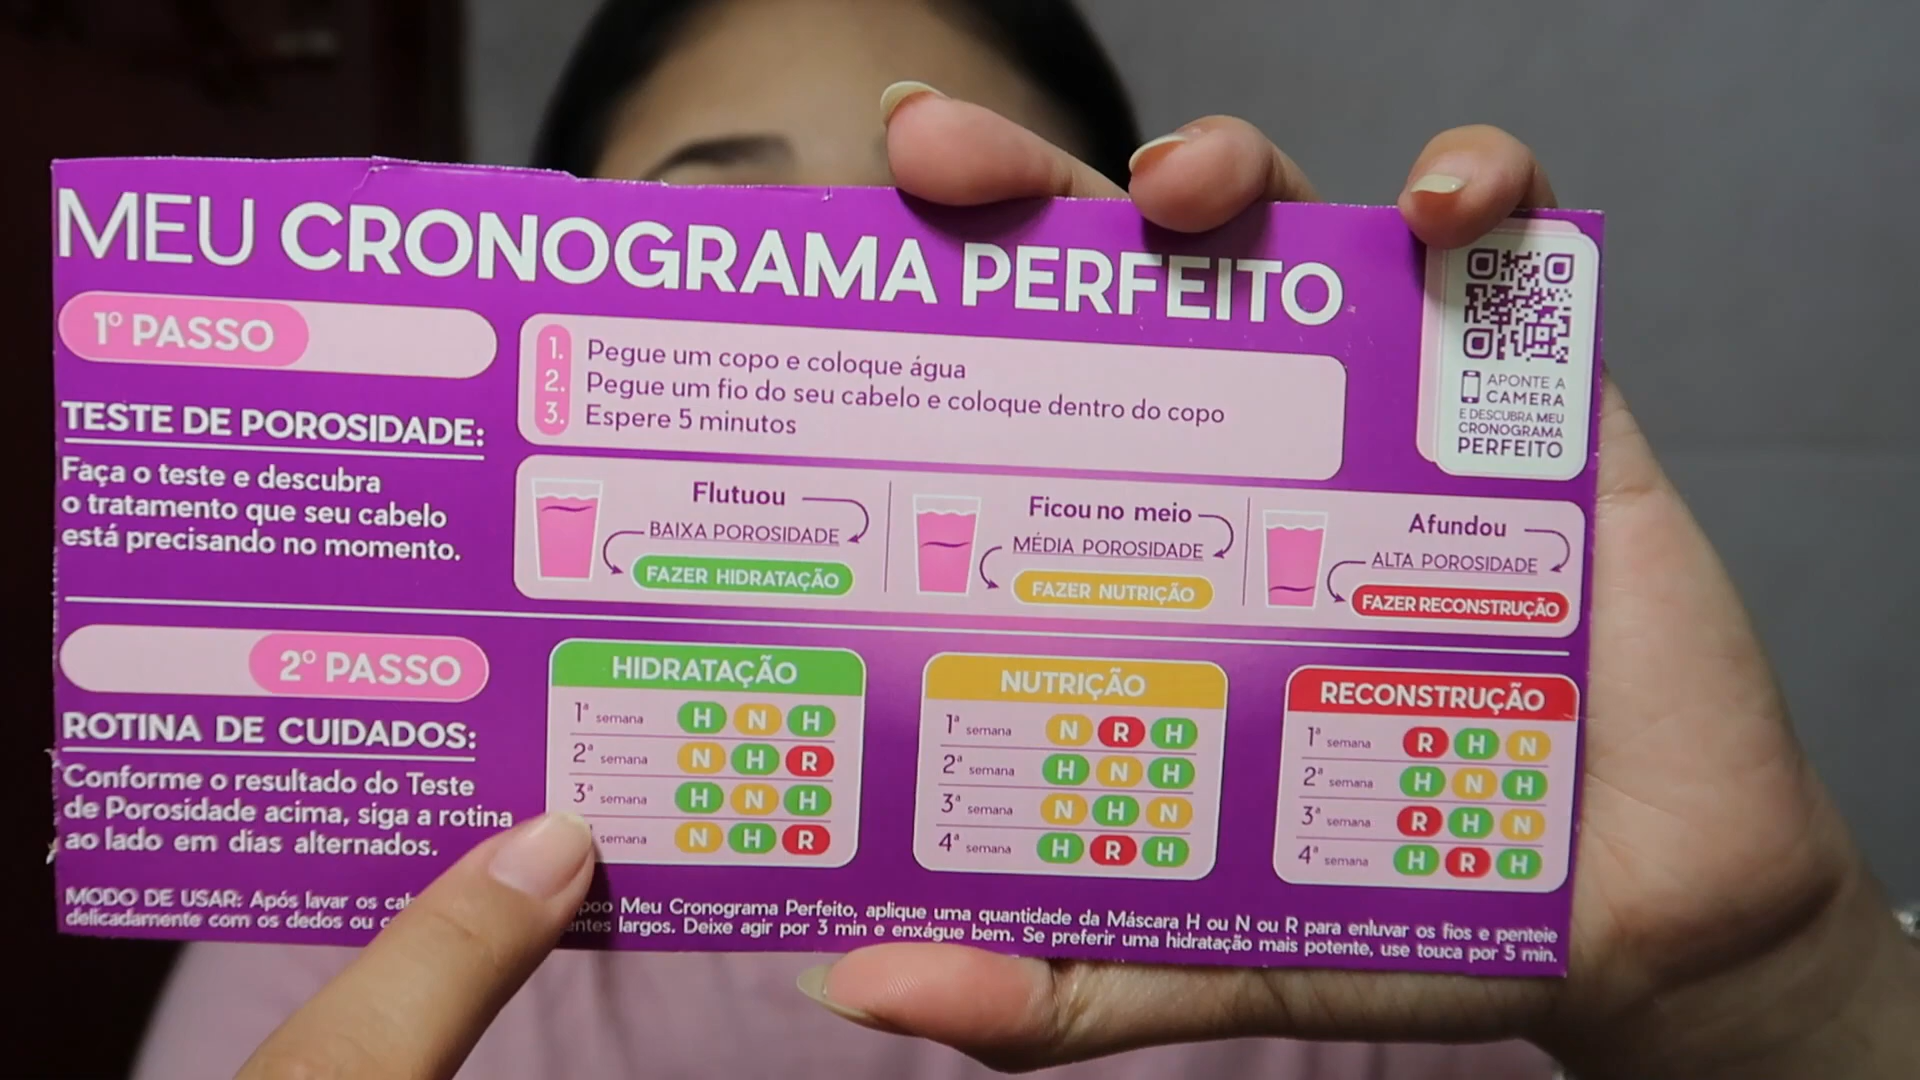 MEU CRONOGRAMA PERFEITO
1º PASSO
TESTE DE POROSIDADE:
Faça o teste e descubra
o tratamento que seu cabelo
está precisando no momento.
1. Pegue um copo e coloque água
2. Pegue um fio do seu cabelo e coloque dentro do copo
3. Espere 5 minutos
APONTE A
CAMERA
E DESCUBRA MEU
CRONOGRAMA
PERFEITO
Flutuou
BAIXA POROSIDADE
FAZER HIDRATAÇÃO
Ficou no meio
MÉDIA POROSIDADE
FAZER NUTRIÇÃO
Afundou
ALTA POROSIDADE
FAZER RECONSTRUÇÃO
2º PASSO
ROTINA DE CUIDADOS:
Conforme o resultado do Teste
de Porosidade acima, siga a rotina
ao lado em dias alternados.
HIDRATAÇÃO
1ª semana H N H
2ª semana N H R
3ª semana H N H
semana N H R
NUTRIÇÃO
1ª semana N R H
2ª semana H N H
3ª semana N H N
4ª semana H R H
RECONSTRUÇÃO
1ª semana R H N
2ª semana H N H
3ª semana R H N
4ª semana H R H
MODO DE USAR: Após lavar os Meu Cronograma Perfeito, aplique uma quantidade da Máscara H ou N ou R para enluvar os fios e penteie
delicadamente com os dedos ou largos. Deixe agir por 3 min e enxágue bem. Se preferir uma hidratação mais potente, use touca por 5 min.